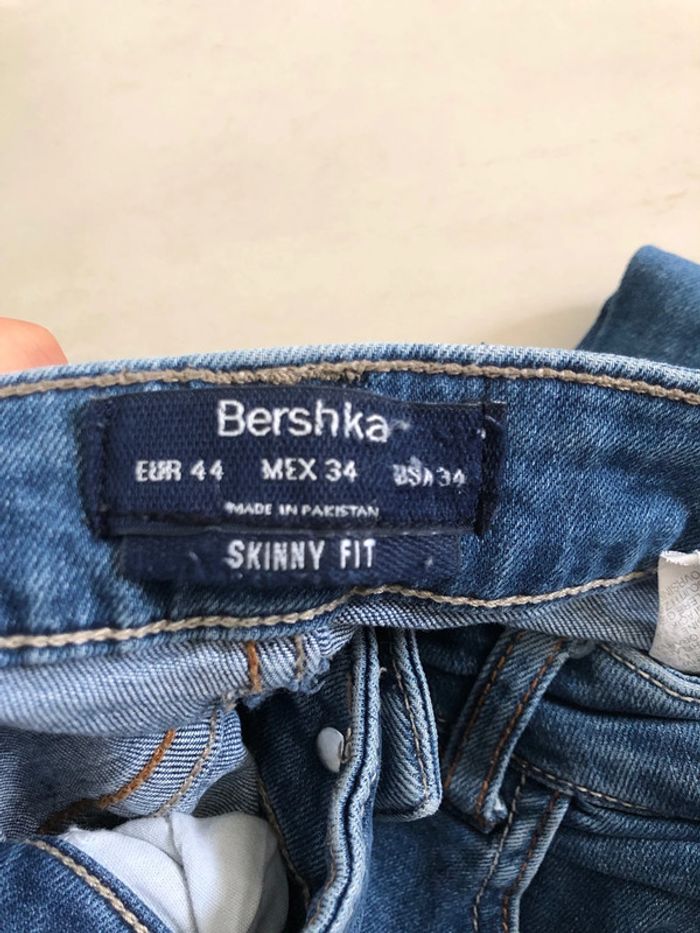 Bershka
EUR 44 MEX 34 USA 34
MADE IN PAKISTAN
SKINNY FIT